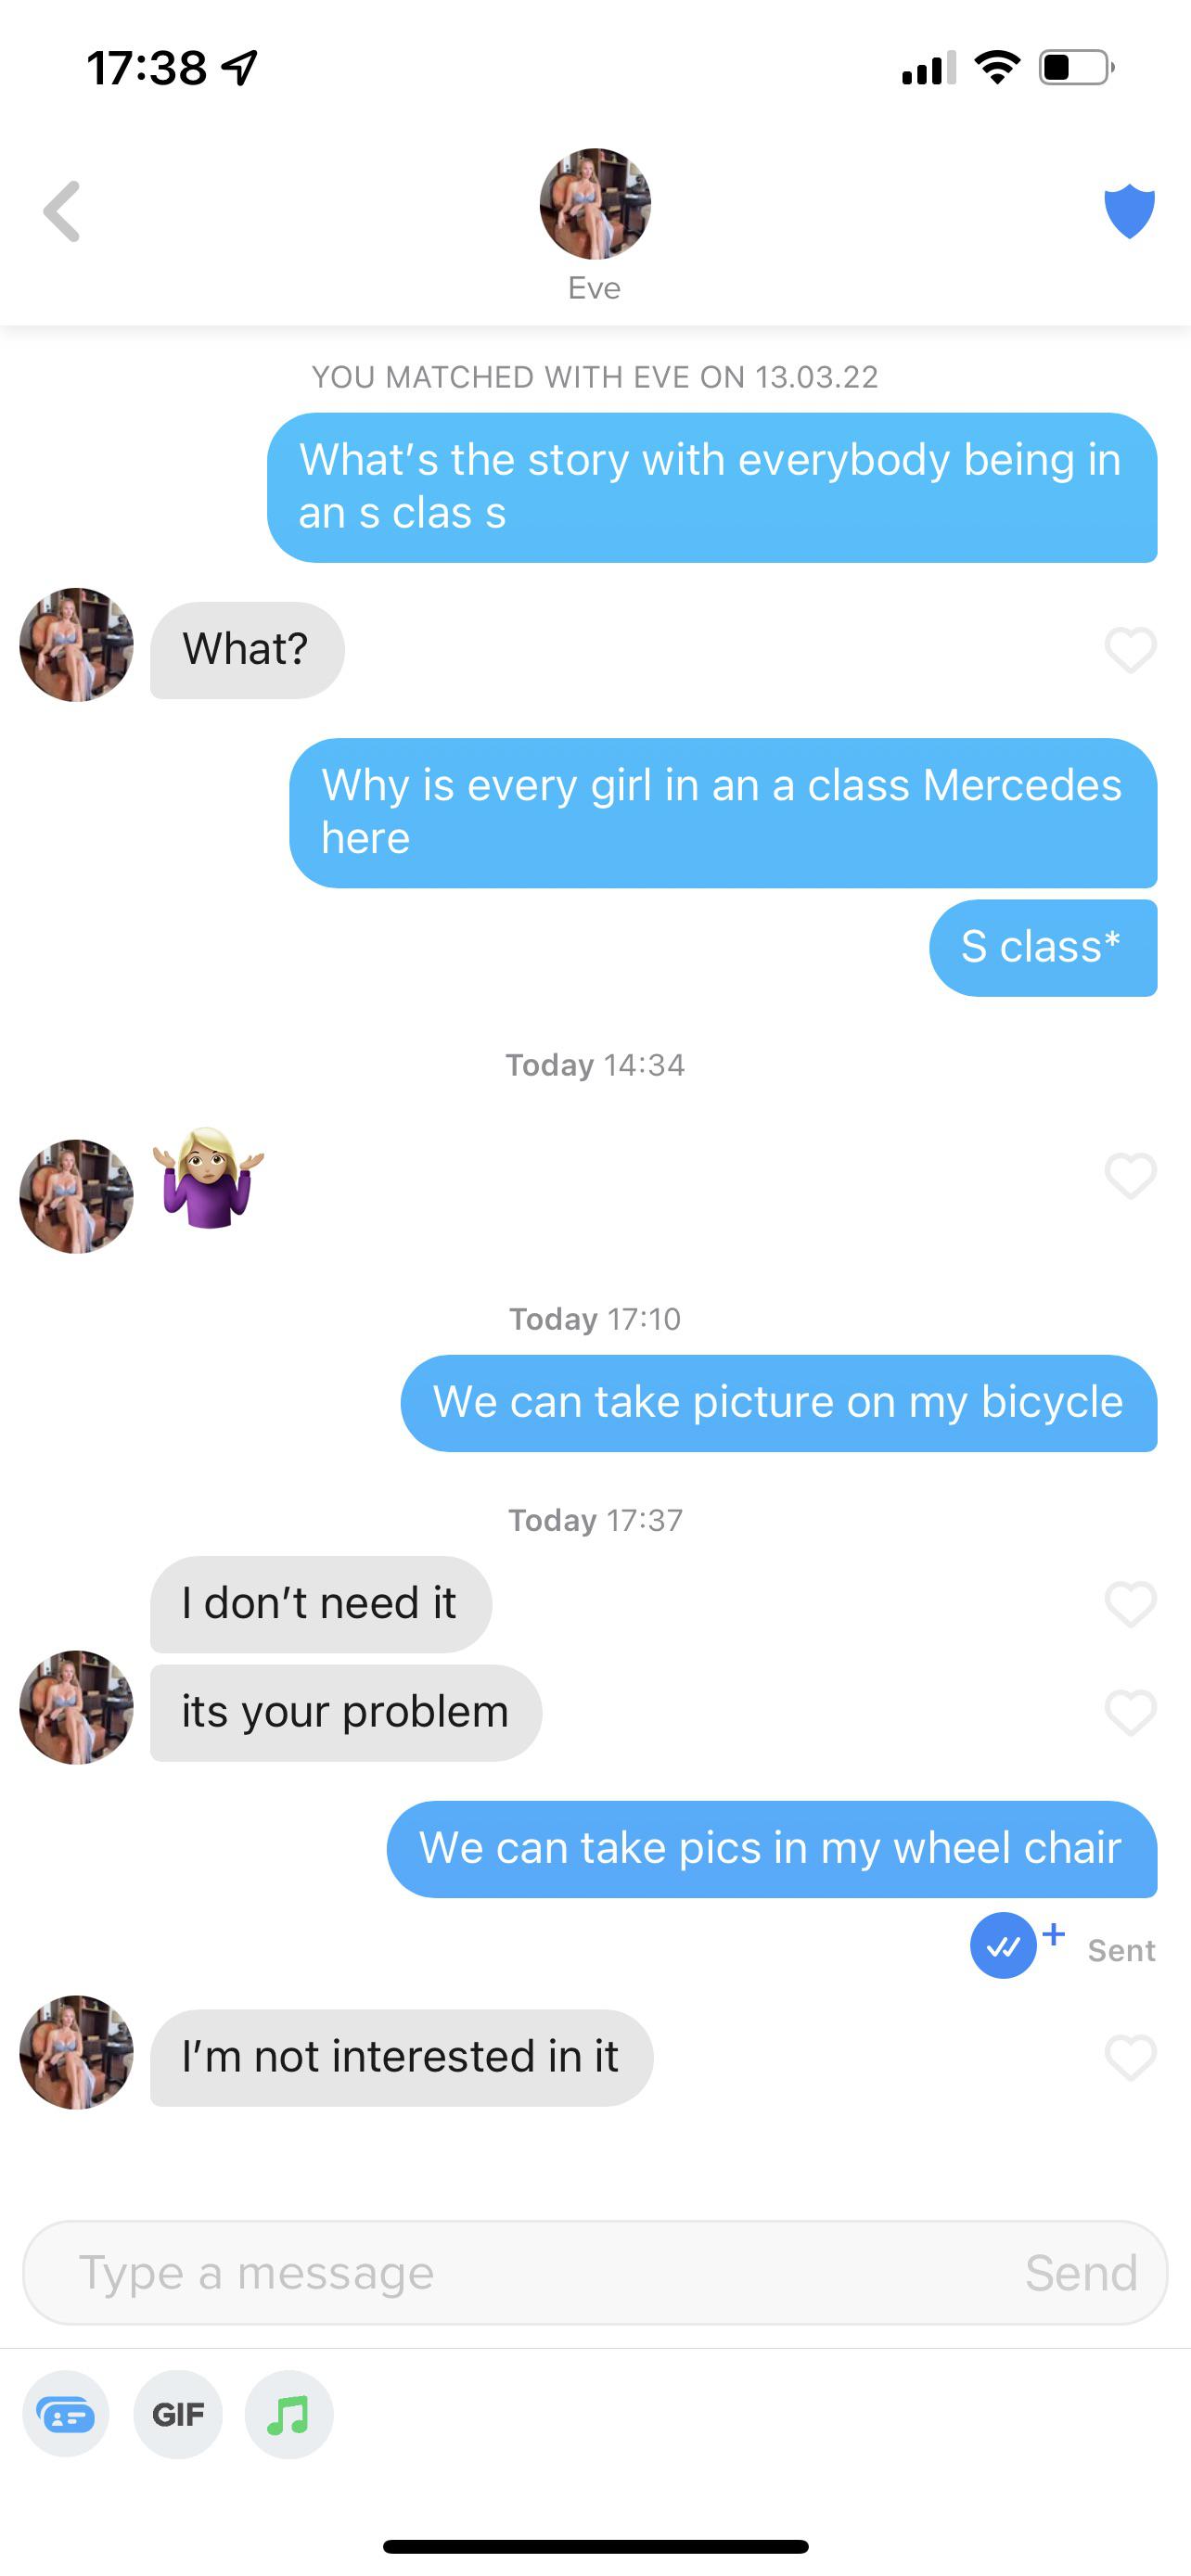 17:38
Eve
YOU MATCHED WITH EVE ON 13.03.22
What's the story with everybody being in
an s clas s
What?
Why is every girl in an a class Mercedes
here
S class*
Today 14:34
Today 17:10
We can take picture on my bicycle
Today 17:37
I don't need it
its your problem
We can take pics in my wheel chair
Sent
I'm not interested in it
Type a message
Send
GIF